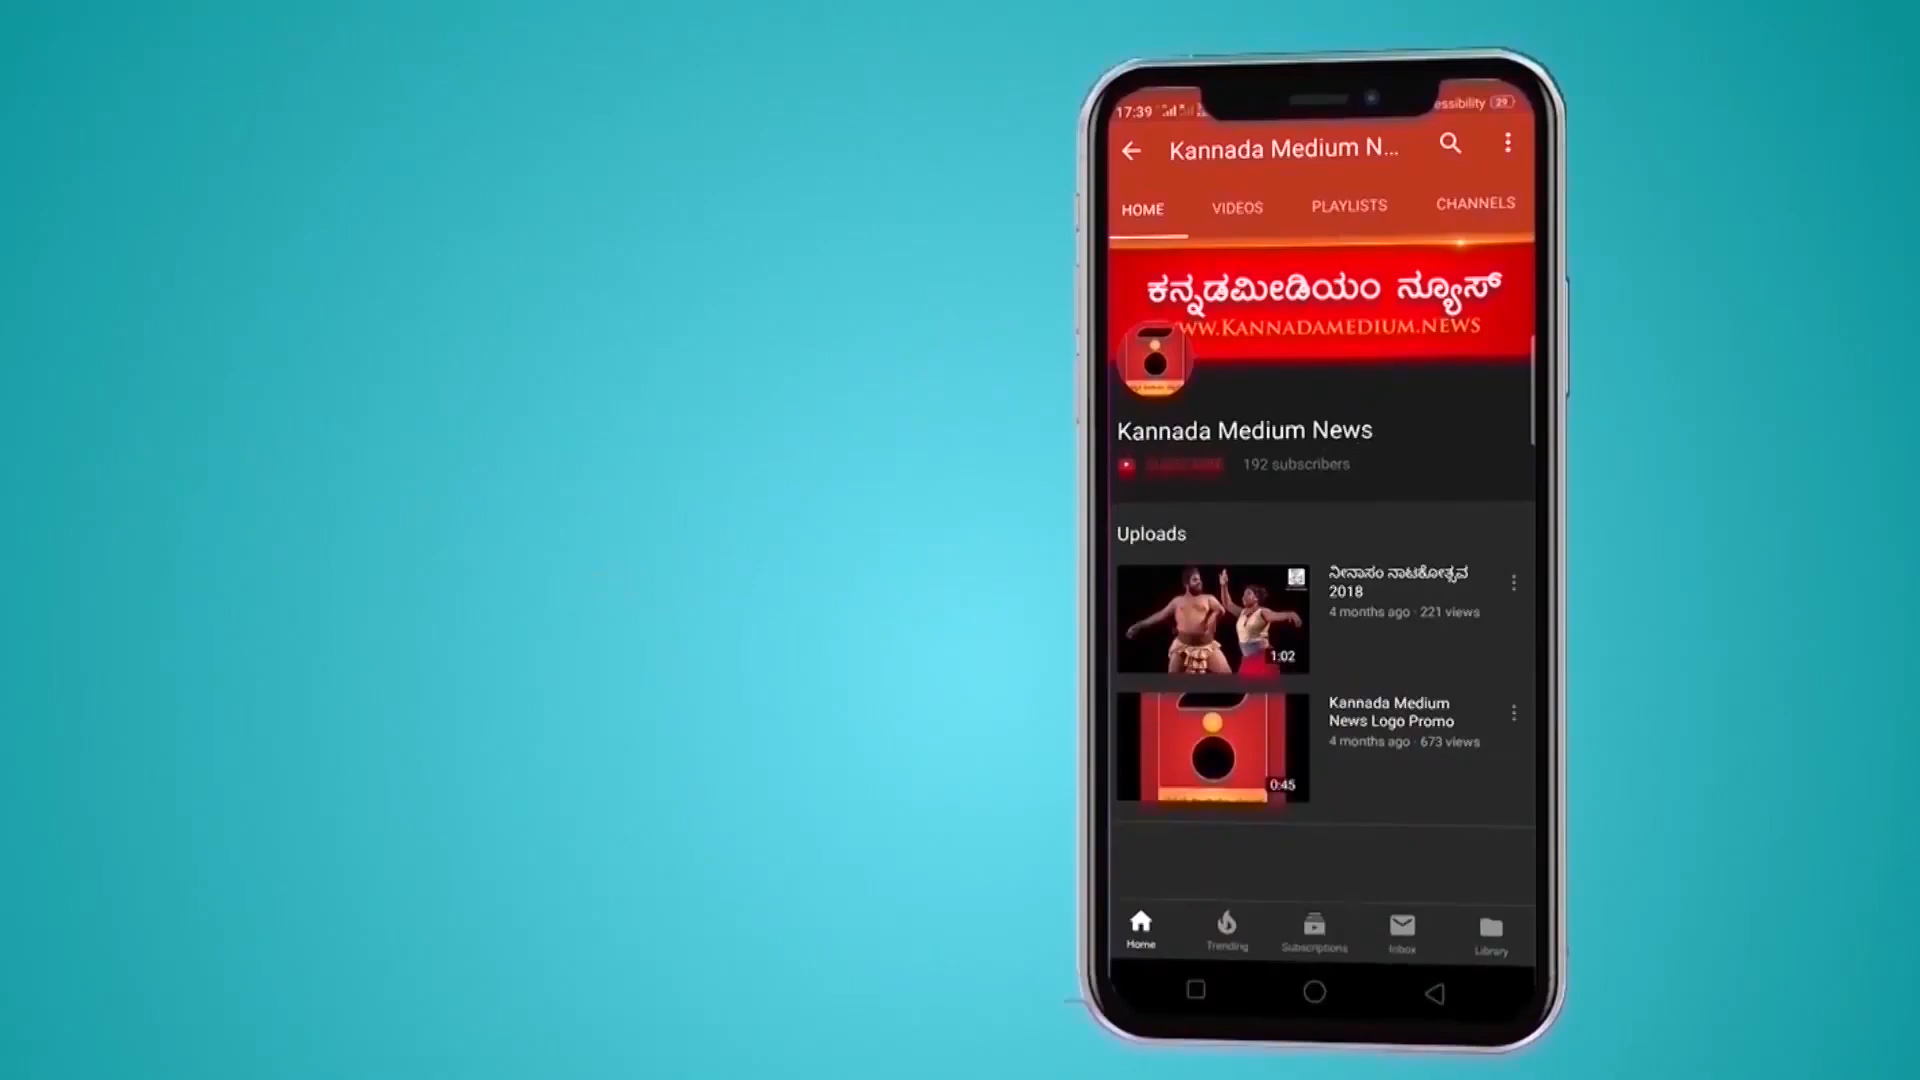 17:39
essibility 29
Kannada Medium N...
HOME VIDEOS PLAYLISTS CHANNELS
ಕನ್ನಡಮೀಡಿಯಂ ನ್ಯೂಸ್
WW.KANNADAMEDIUM.NEWS
Kannada Medium News
192 subscribers
Uploads
ನೀನಾಸಂ ನಾಟಕೋತ್ಸವ
2018
4 months ago · 221 views
1:02
Kannada Medium
News Logo Promo
4 months ago · 673 views
0:45
Home Trending Subscriptions Inbox Library